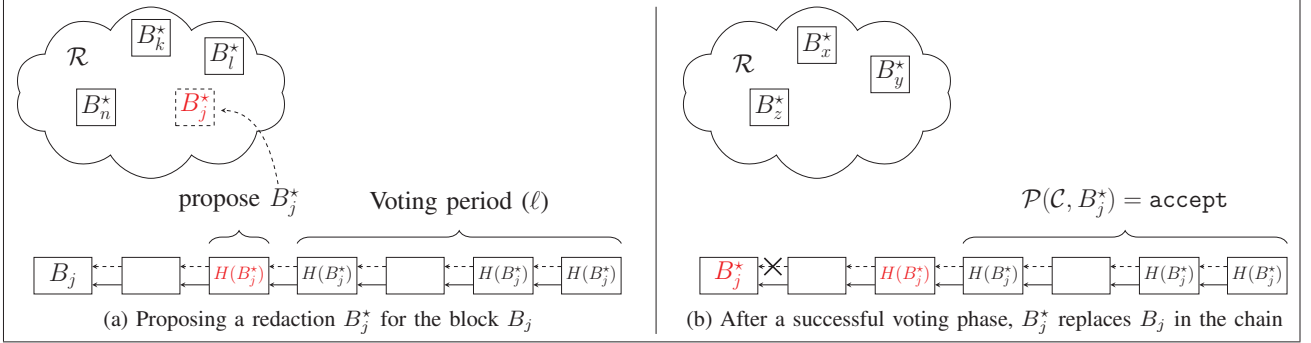 B⋆k
B⋆l
R
B⋆n
B⋆j
propose B⋆j
Voting period (ℓ)
Bj
H(B⋆j)
H(B⋆j)
H(B⋆j)
H(B⋆j)
(a) Proposing a redaction B⋆j for the block Bj
B⋆x
B⋆y
R
B⋆z
P(C, B⋆j) = accept
B⋆j
H(B⋆j)
H(B⋆j)
H(B⋆j)
H(B⋆j)
(b) After a successful voting phase, B⋆j replaces Bj in the chain